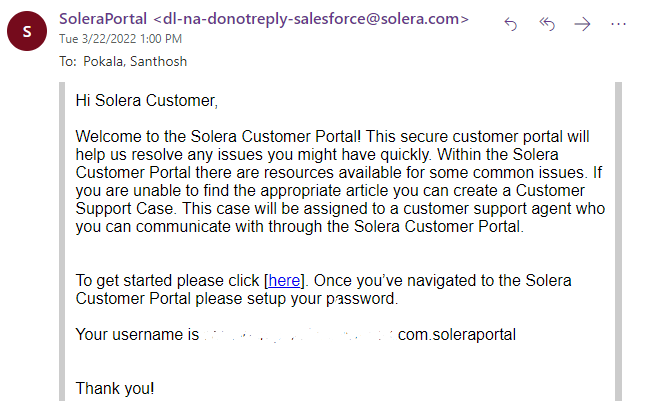 SoleraPortal <dl-na-donotreply-salesforce@solera.com>
S
Tue 3/22/2022 1:00 PM
To: Pokala, Santhosh
Hi Solera Customer,
Welcome to the Solera Customer Portal! This secure customer portal will
help us resolve any issues you might have quickly. Within the Solera
Customer Portal there are resources available for some common issues. If
you are unable to find the appropriate article you can create a Customer
Support Case. This case will be assigned to a customer support agent who
you can communicate with through the Solera Customer Portal.
To get started please click [here]. Once you’ve navigated to the Solera
Customer Portal please setup your password.
Your username is com.soleraportal
Thank you!